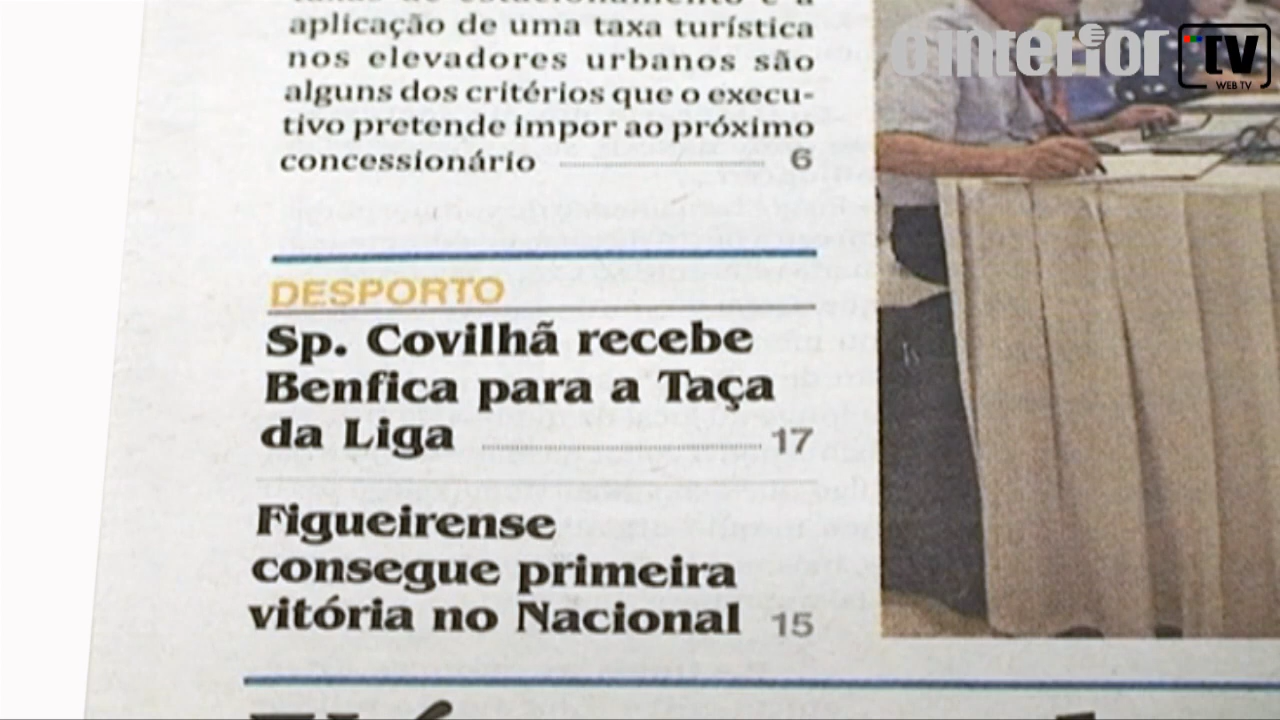 aplicação de uma taxa turística
nos elevadores urbanos são
alguns dos critérios que o execu-
tivo pretende impor ao próximo
concessionário 6
DESPORTO
Sp. Covilhã recebe
Benfica para a Taça
da Liga 17
Figueirense
consegue primeira
vitória no Nacional 15
o interior
tv
WEB TV